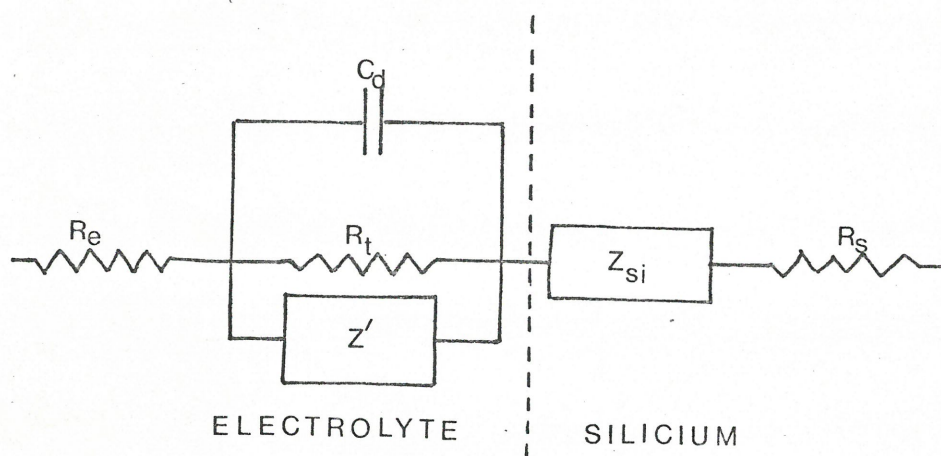 Cd
Re
Rt
Zsi
Rs
Z′
ELECTROLYTE
SILICIUM